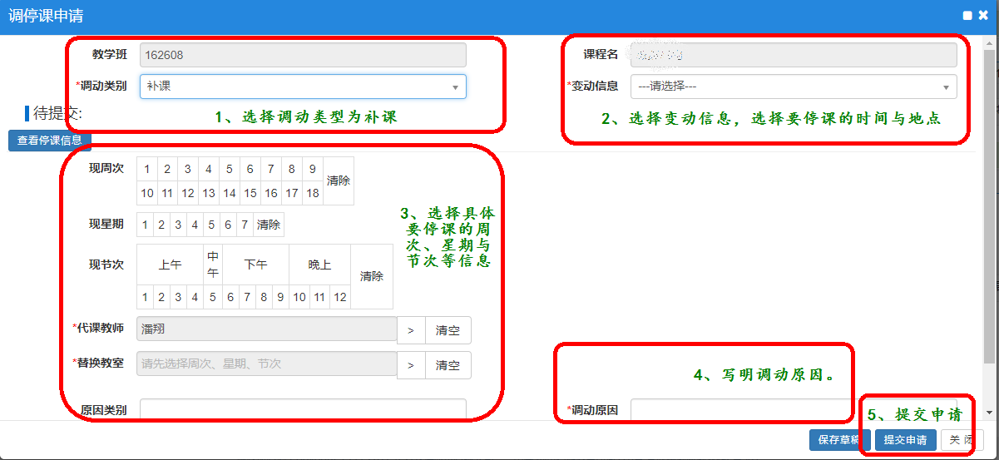 调停课申请
教学班 162608 课程名
*调动类别 补课 *变动信息 ---请选择---
待提交:
1、选择调动类型为补课
2、选择变动信息，选择要停课的时间与地点
查看停课信息
现周次 1 2 3 4 5 6 7 8 9 清除
10 11 12 13 14 15 16 17 18
现星期 1 2 3 4 5 6 7 清除
3、选择具体
要停课的周
次、星期与
节次等信息
现节次 上午 中午 下午 晚上 清除
1 2 3 4 5 6 7 8 9 10 11 12
*代课教师 潘翔 > 清空
*替换教室 请先选择周次、星期、节次 > 清空
4、写明调动原因。
原因类别 *调动原因
5、提交申请
保存草稿 提交申请 关 闭